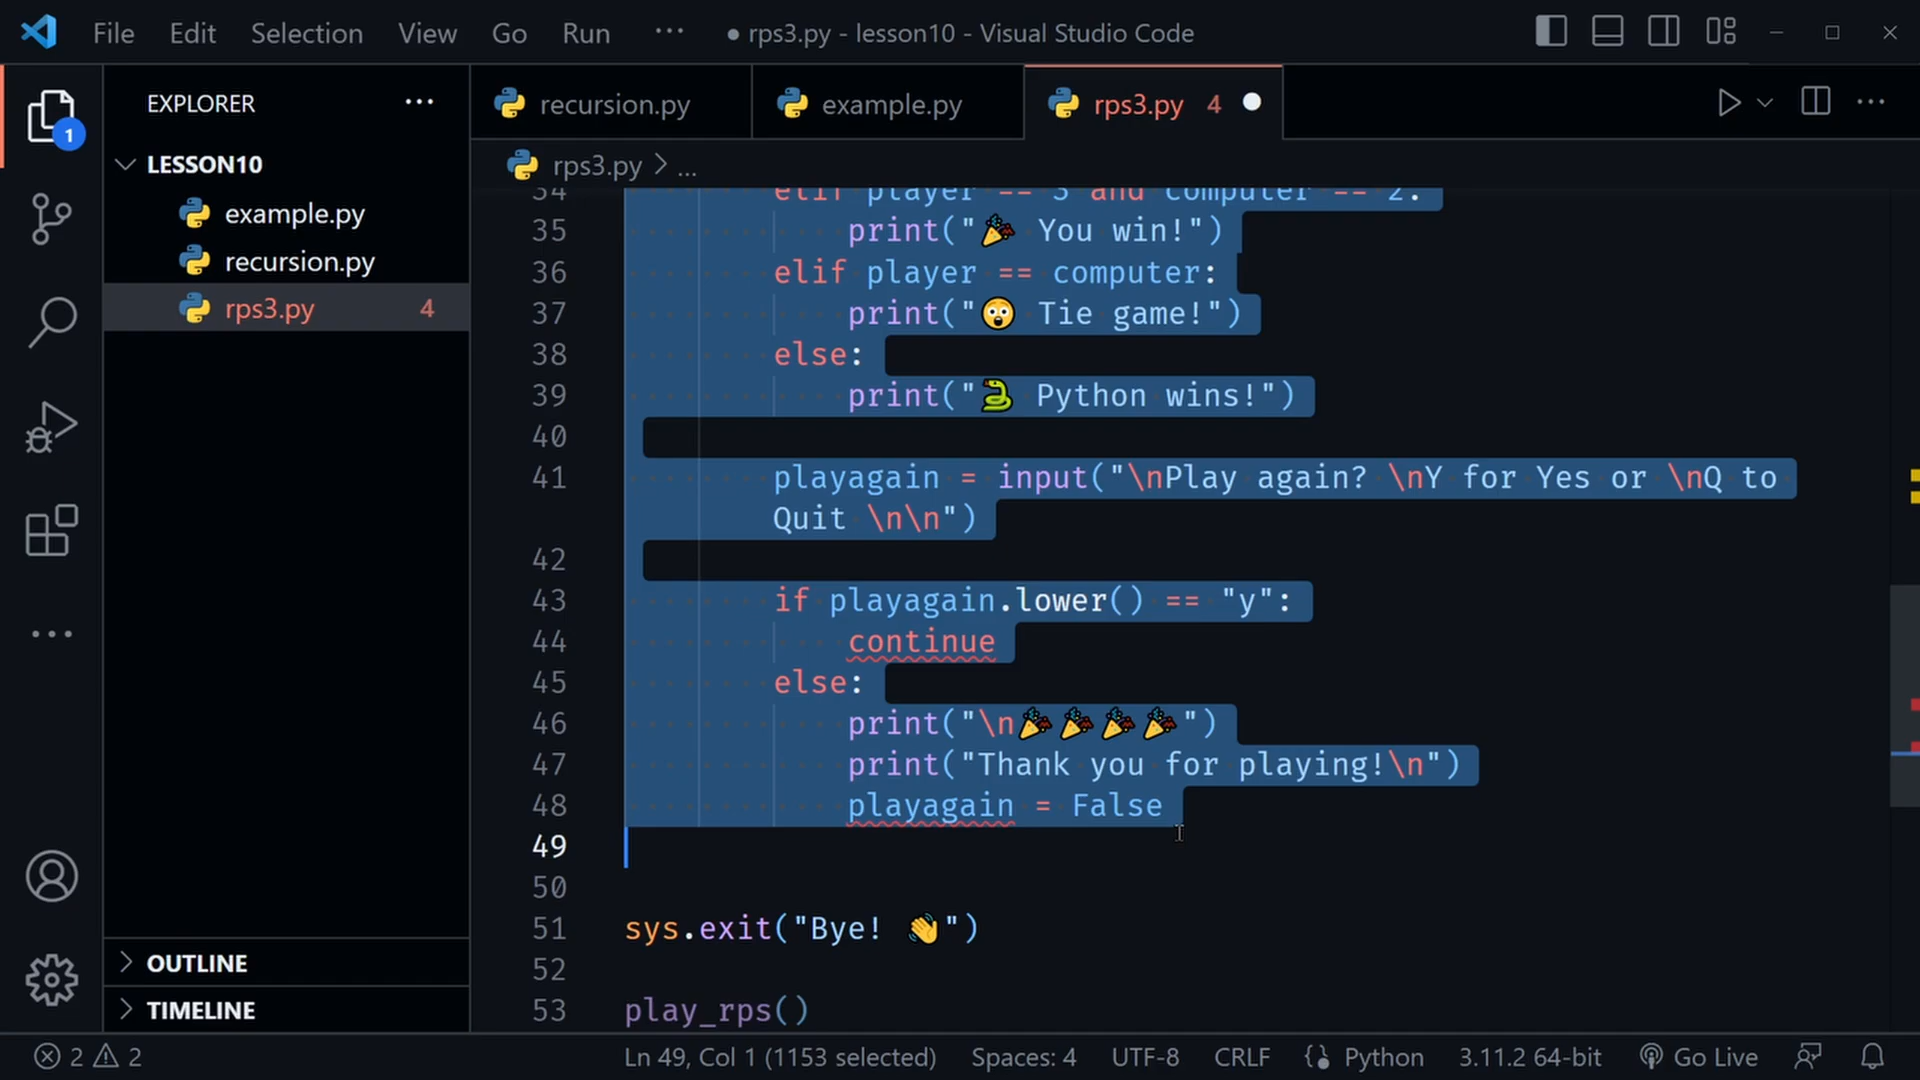 File Edit Selection View Go Run ··· ● rps3.py - lesson10 - Visual Studio Code
EXPLORER ···
recursion.py example.py rps3.py 4 ●
1
LESSON10
example.py
recursion.py
rps3.py 4
rps3.py > ...
34 elif player == 3 and computer == 2:
35 print("🎉 You win!")
36 elif player == computer:
37 print("😲 Tie game!")
38 else:
39 print("🐍 Python wins!")
40
41 playagain = input("\nPlay again? \nY for Yes or \nQ to
Quit \n\n")
42
43 if playagain.lower() == "y":
44 continue
45 else:
46 print("\n🎉🎉🎉🎉")
47 print("Thank you for playing!\n")
48 playagain = False
49
50
51 sys.exit("Bye! 👋")
52
53 play_rps()
OUTLINE
TIMELINE
2 2 Ln 49, Col 1 (1153 selected) Spaces: 4 UTF-8 CRLF Python 3.11.2 64-bit Go Live